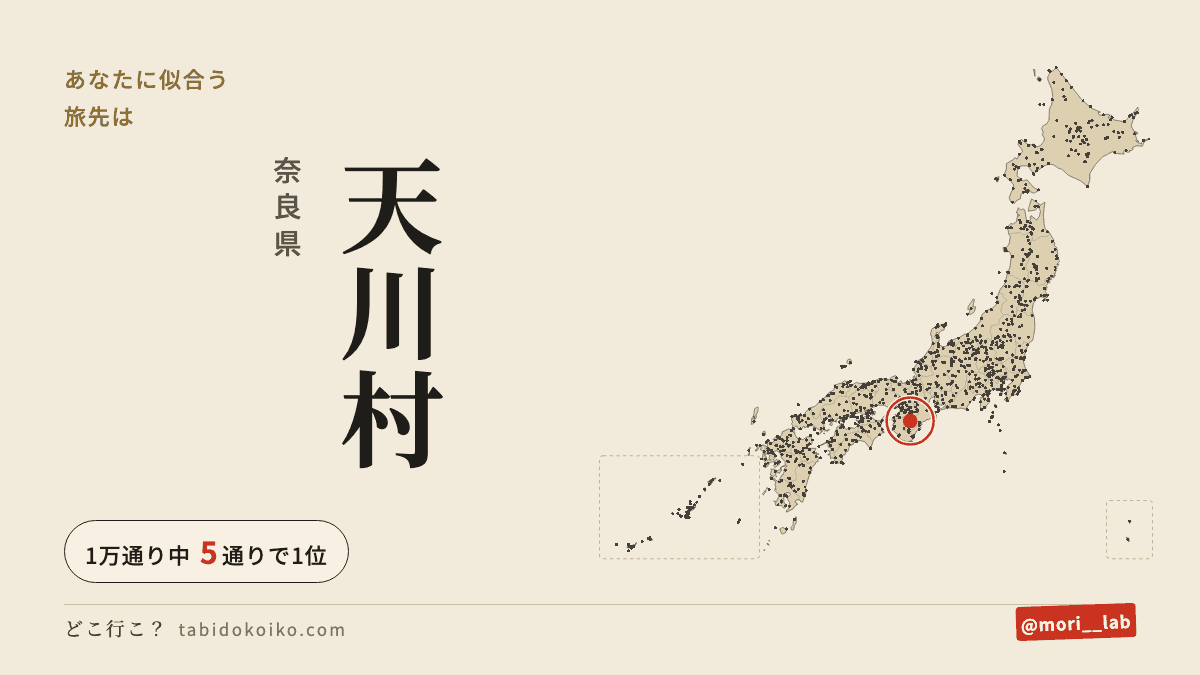 あなたに似合う
旅先は
天川村
奈良県
1万通り中 5通りで1位
どこ行こ? tabidokoiko.com
@mori__lab